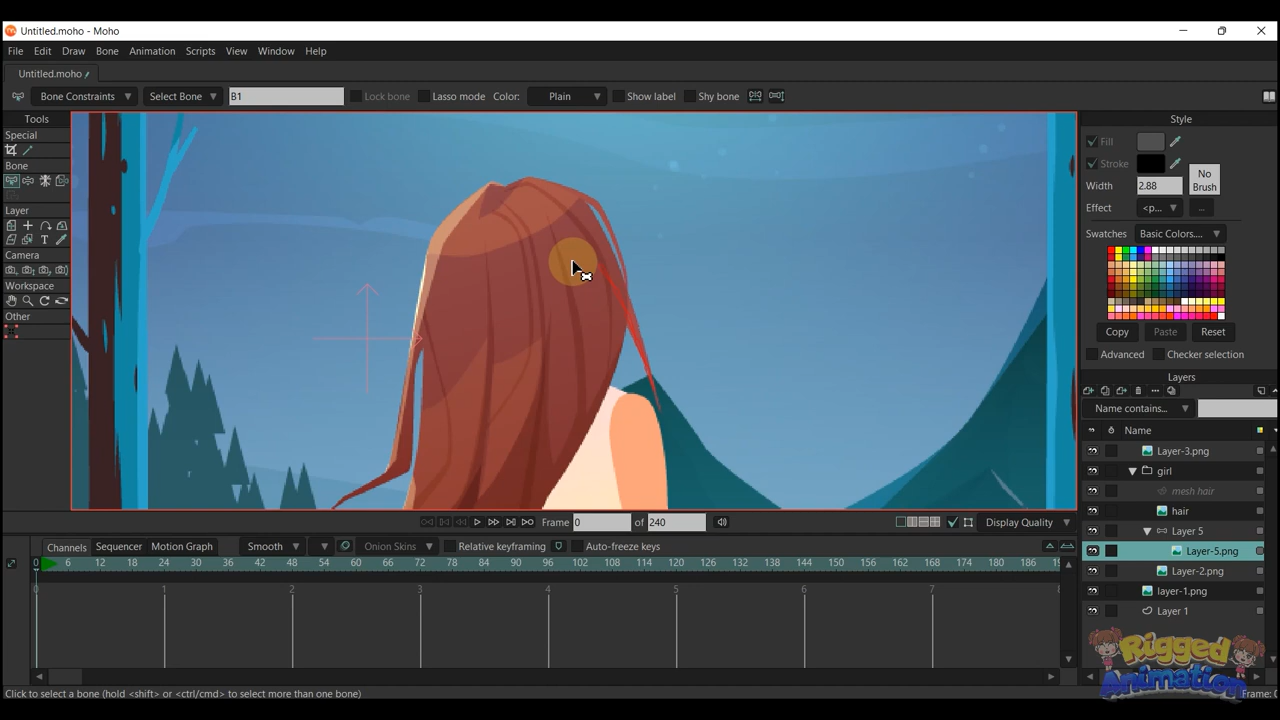 Untitled.moho - Moho
File Edit Draw Bone Animation Scripts View Window Help
Untitled.moho
Bone Constraints Select Bone B1 Lock bone Lasso mode Color: Plain Show label Shy bone
Tools
Special
Bone
Layer
Camera
Workspace
Other
Style
Fill
Stroke
No Brush
Width 2.88
Effect <p... ...
Swatches Basic Colors....
Copy Paste Reset
Advanced Checker selection
Layers
Name contains...
Name
Layer-3.png
girl
mesh hair
hair
Layer 5
Layer-5.png
Layer-2.png
layer-1.png
Layer 1
Frame 0 of 240 Display Quality
Channels Sequencer Motion Graph Smooth Onion Skins Relative keyframing Auto-freeze keys
0 6 12 18 24 30 36 42 48 54 60 66 72 78 84 90 96 102 108 114 120 126 132 138 144 150 156 162 168 174 180 186
0 1 2 3 4 5 6 7
Rigged
Animation
Click to select a bone (hold <shift> or <ctrl/cmd> to select more than one bone)
Frame: